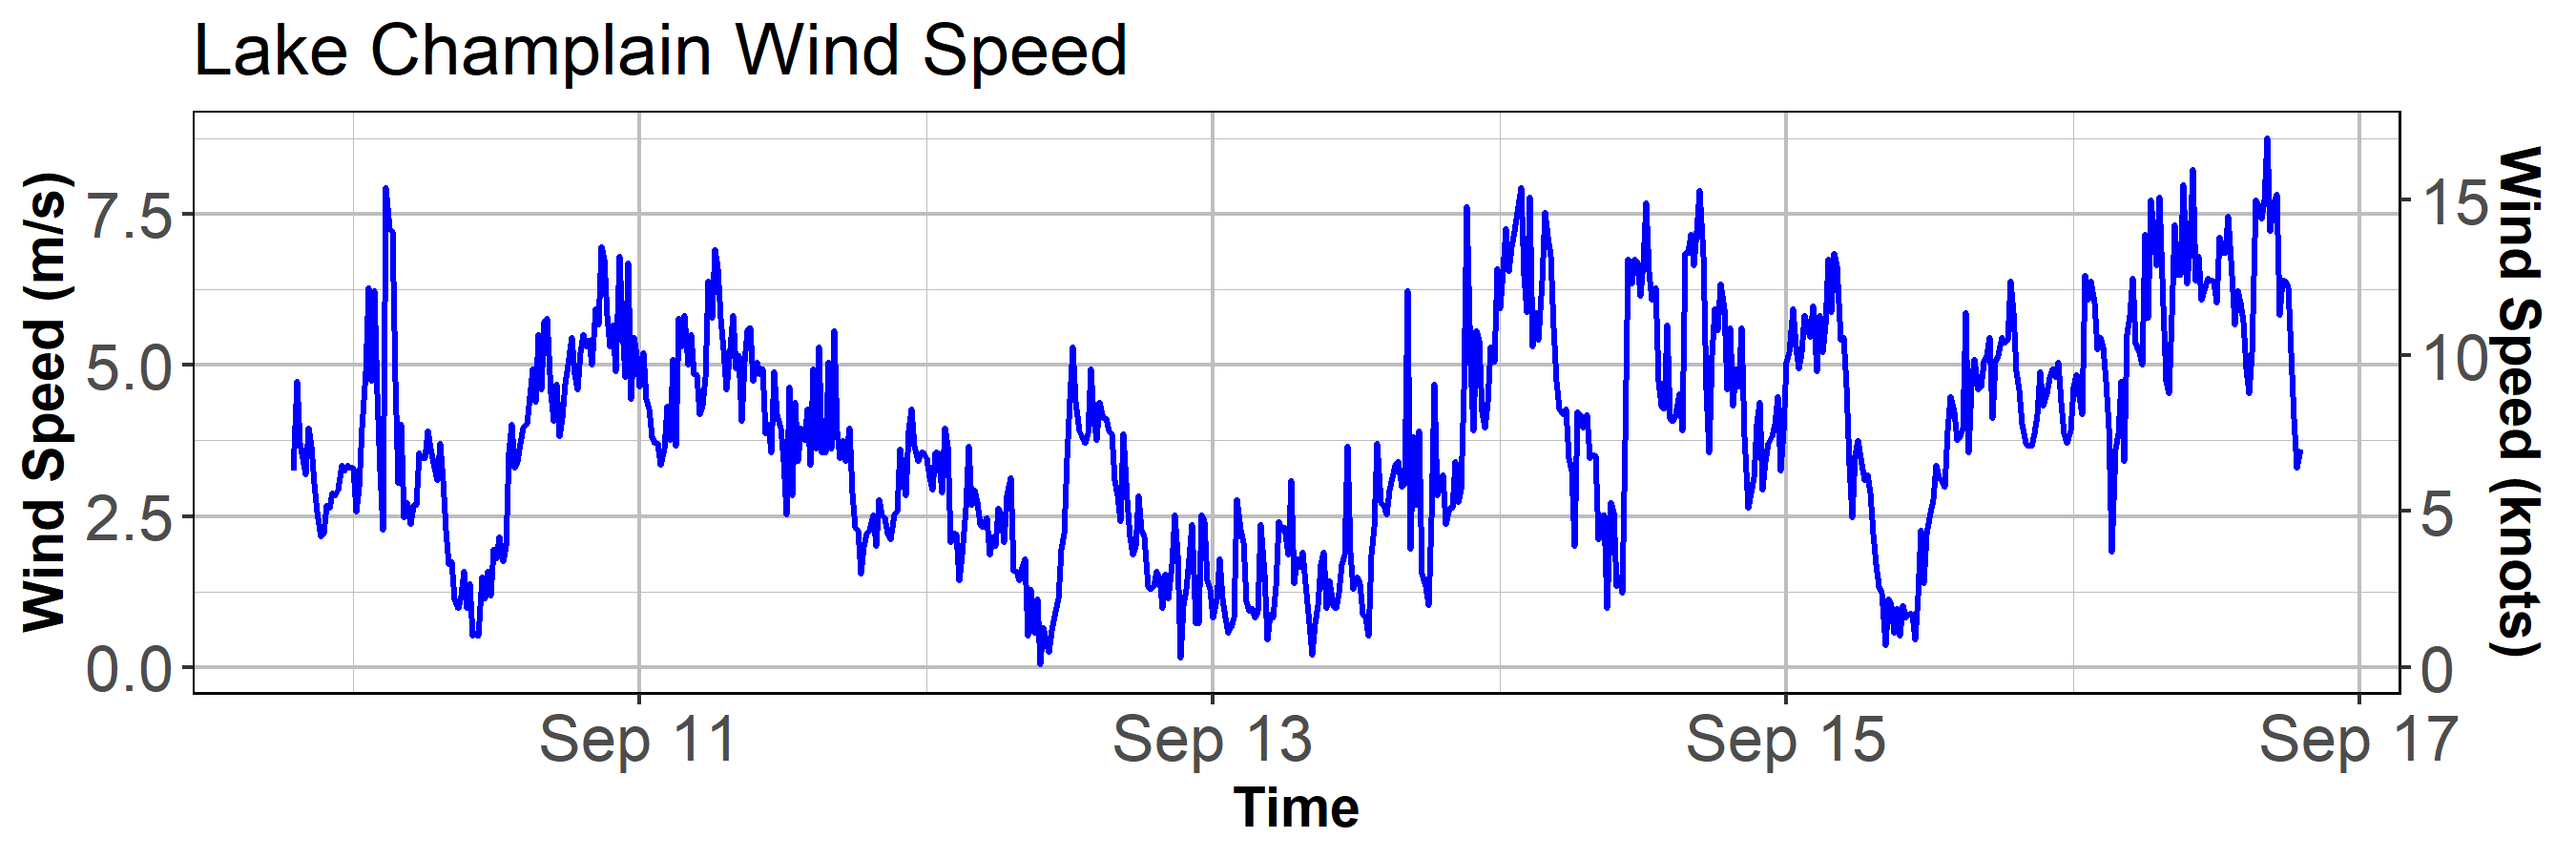 Lake Champlain Wind Speed
Wind Speed (m/s)
7.5
5.0
2.5
0.0
15
10
5
0
Wind Speed (knots)
Sep 11
Sep 13
Sep 15
Sep 17
Time